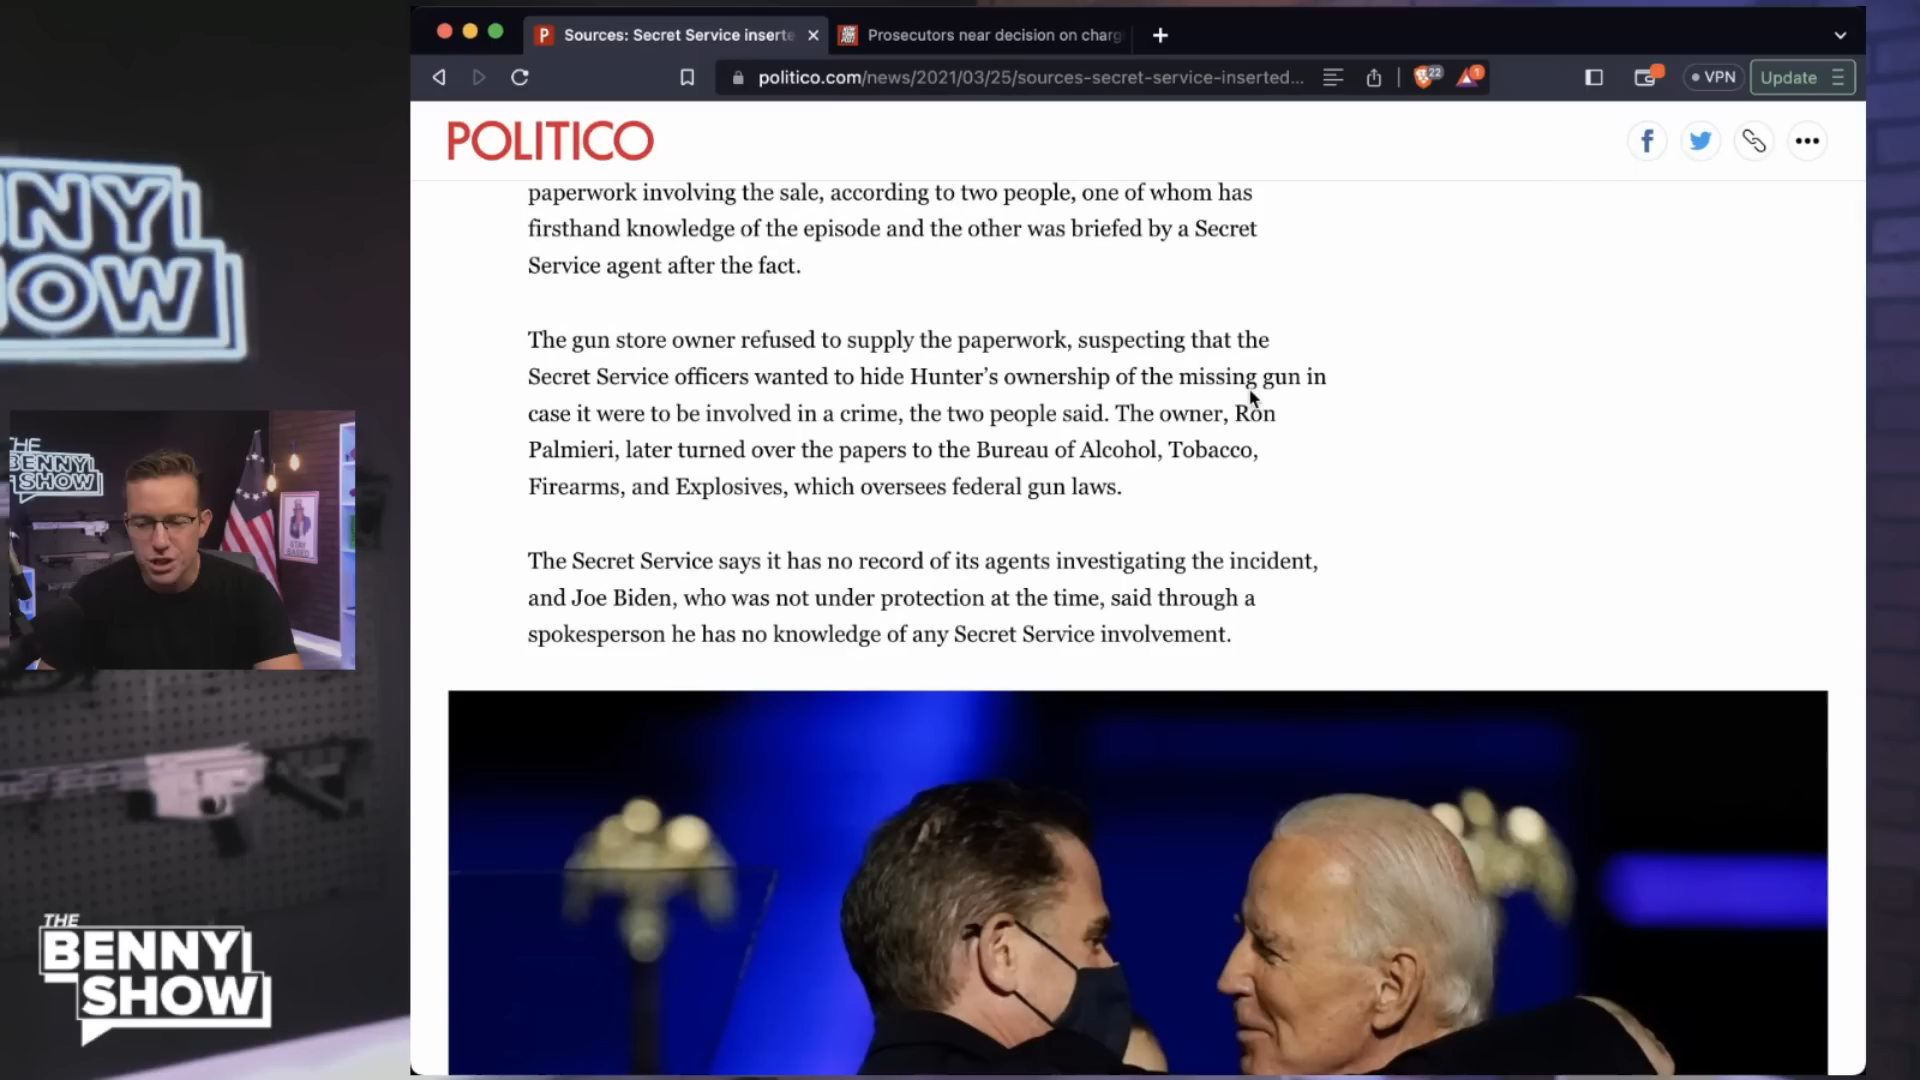 Sources: Secret Service inserte
Prosecutors near decision on charg
politico.com/news/2021/03/25/sources-secret-service-inserted...
22
1
VPN
Update
POLITICO
paperwork involving the sale, according to two people, one of whom has
firsthand knowledge of the episode and the other was briefed by a Secret
Service agent after the fact.
The gun store owner refused to supply the paperwork, suspecting that the
Secret Service officers wanted to hide Hunter’s ownership of the missing gun in
case it were to be involved in a crime, the two people said. The owner, Ron
Palmieri, later turned over the papers to the Bureau of Alcohol, Tobacco,
Firearms, and Explosives, which oversees federal gun laws.
The Secret Service says it has no record of its agents investigating the incident,
and Joe Biden, who was not under protection at the time, said through a
spokesperson he has no knowledge of any Secret Service involvement.
NNY
HOW
THE
BENNY
SHOW
STAY
BASED
THE
BENNY
SHOW